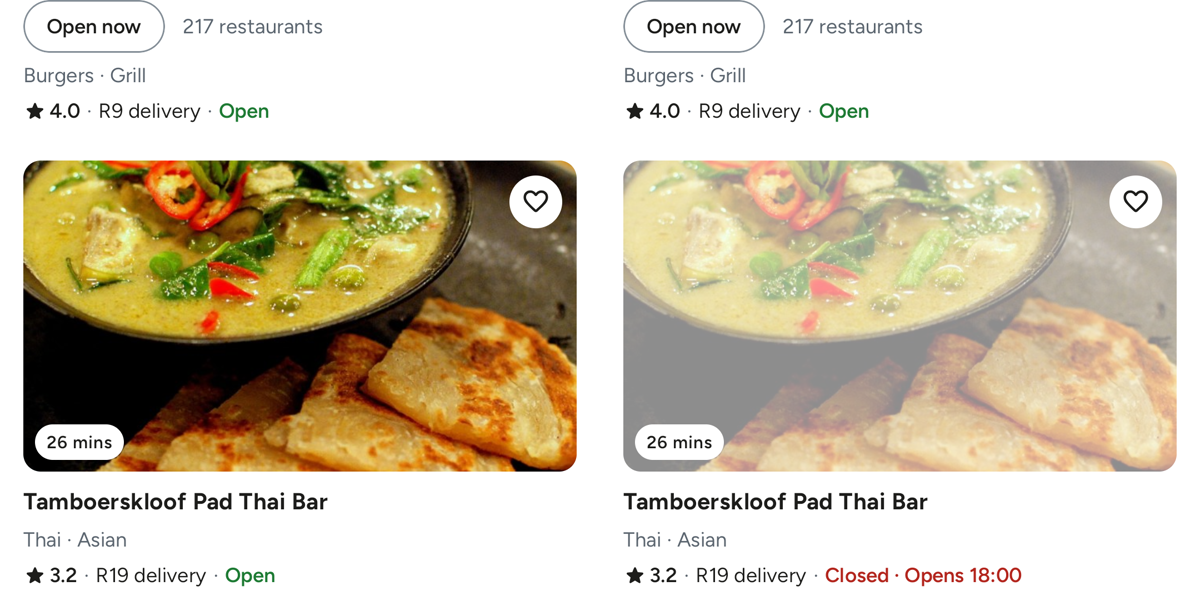 Open now 217 restaurants
Burgers · Grill
★ 4.0 · R9 delivery · Open
26 mins
Tamboerskloof Pad Thai Bar
Thai · Asian
★ 3.2 · R19 delivery · Open
Open now 217 restaurants
Burgers · Grill
★ 4.0 · R9 delivery · Open
26 mins
Tamboerskloof Pad Thai Bar
Thai · Asian
★ 3.2 · R19 delivery · Closed · Opens 18:00